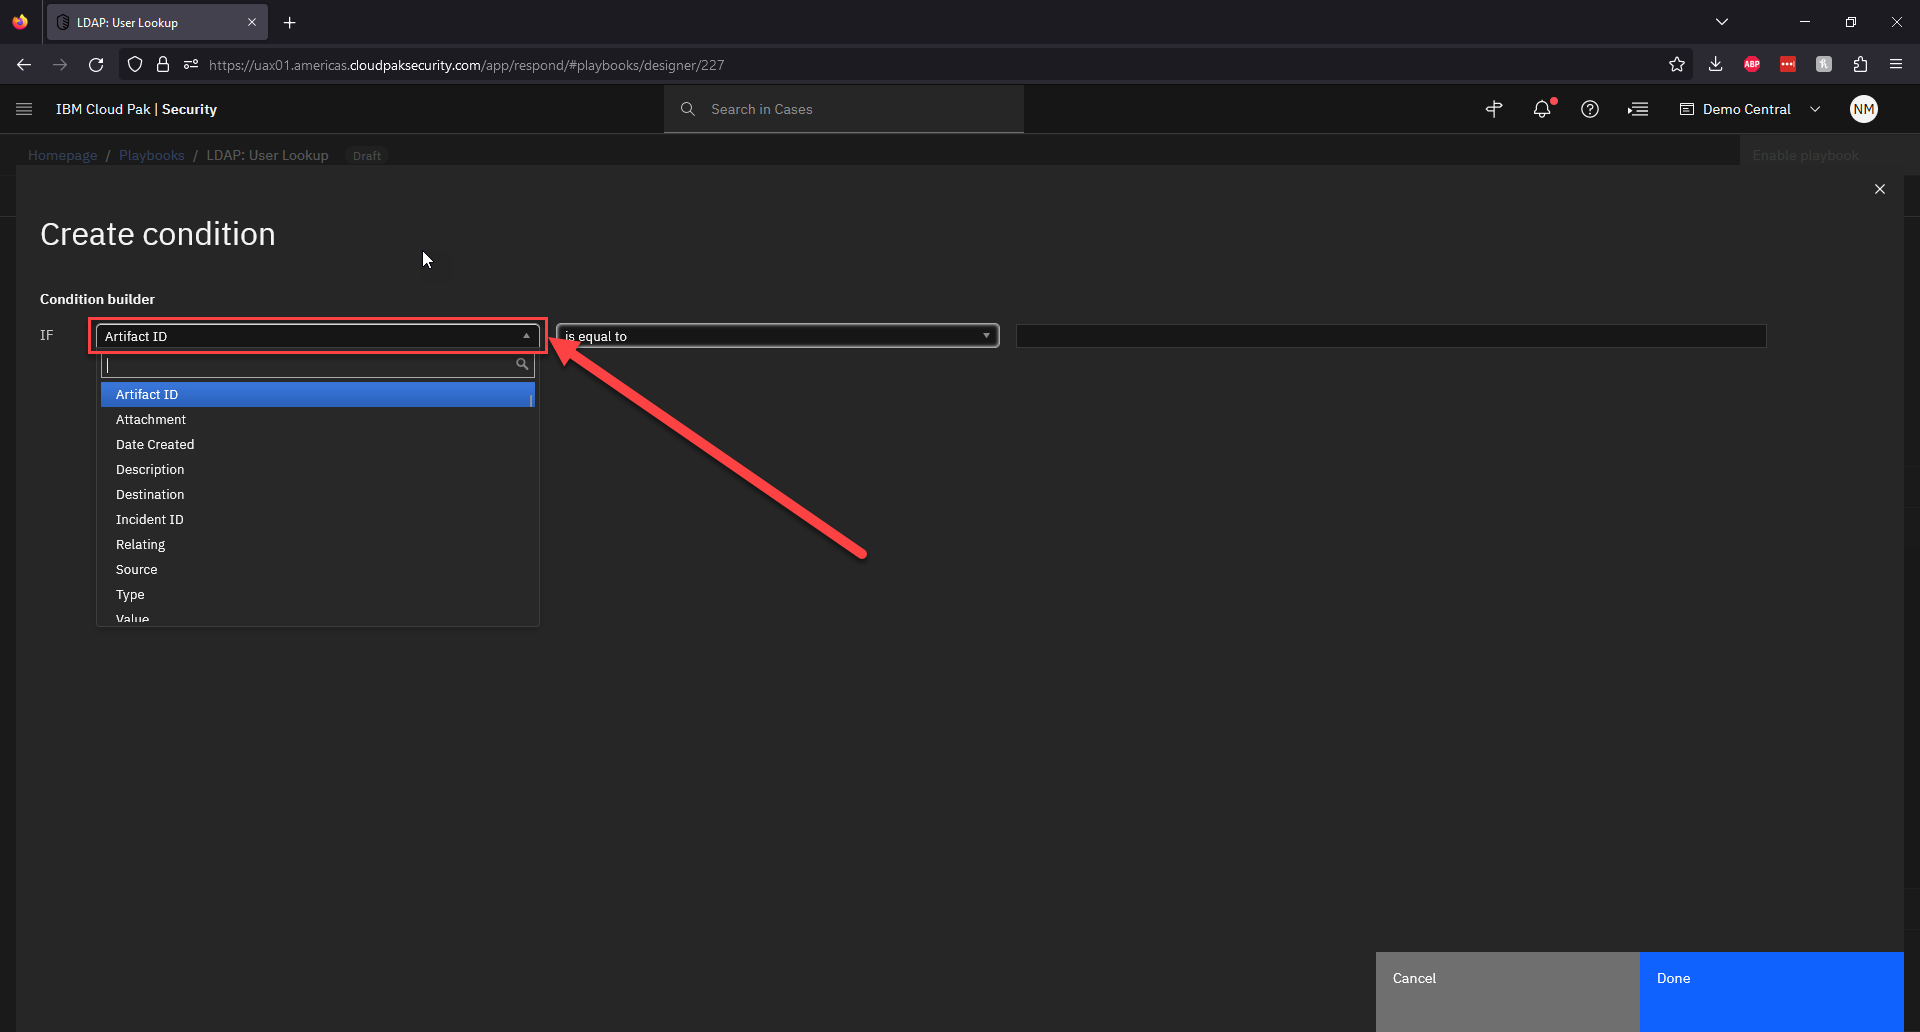 LDAP: User Lookup
https://uax01.americas.cloudpaksecurity.com/app/respond/#playbooks/designer/227
ABP
IBM Cloud Pak | Security
Search in Cases
Demo Central
NM
Homepage / Playbooks / LDAP: User Lookup Draft
Enable playbook
Create condition
Condition builder
IF Artifact ID is equal to
Artifact ID
Attachment
Date Created
Description
Destination
Incident ID
Relating
Source
Type
Value
Cancel Done